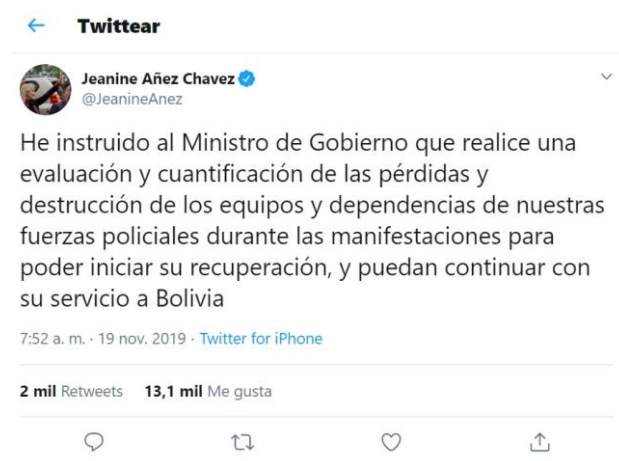 Twittear
Jeanine Añez Chavez
@JeanineAnez
He instruido al Ministro de Gobierno que realice una
evaluación y cuantificación de las pérdidas y
destrucción de los equipos y dependencias de nuestras
fuerzas policiales durante las manifestaciones para
poder iniciar su recuperación, y puedan continuar con
su servicio a Bolivia
7:52 a. m. · 19 nov. 2019 · Twitter for iPhone
2 mil Retweets 13,1 mil Me gusta